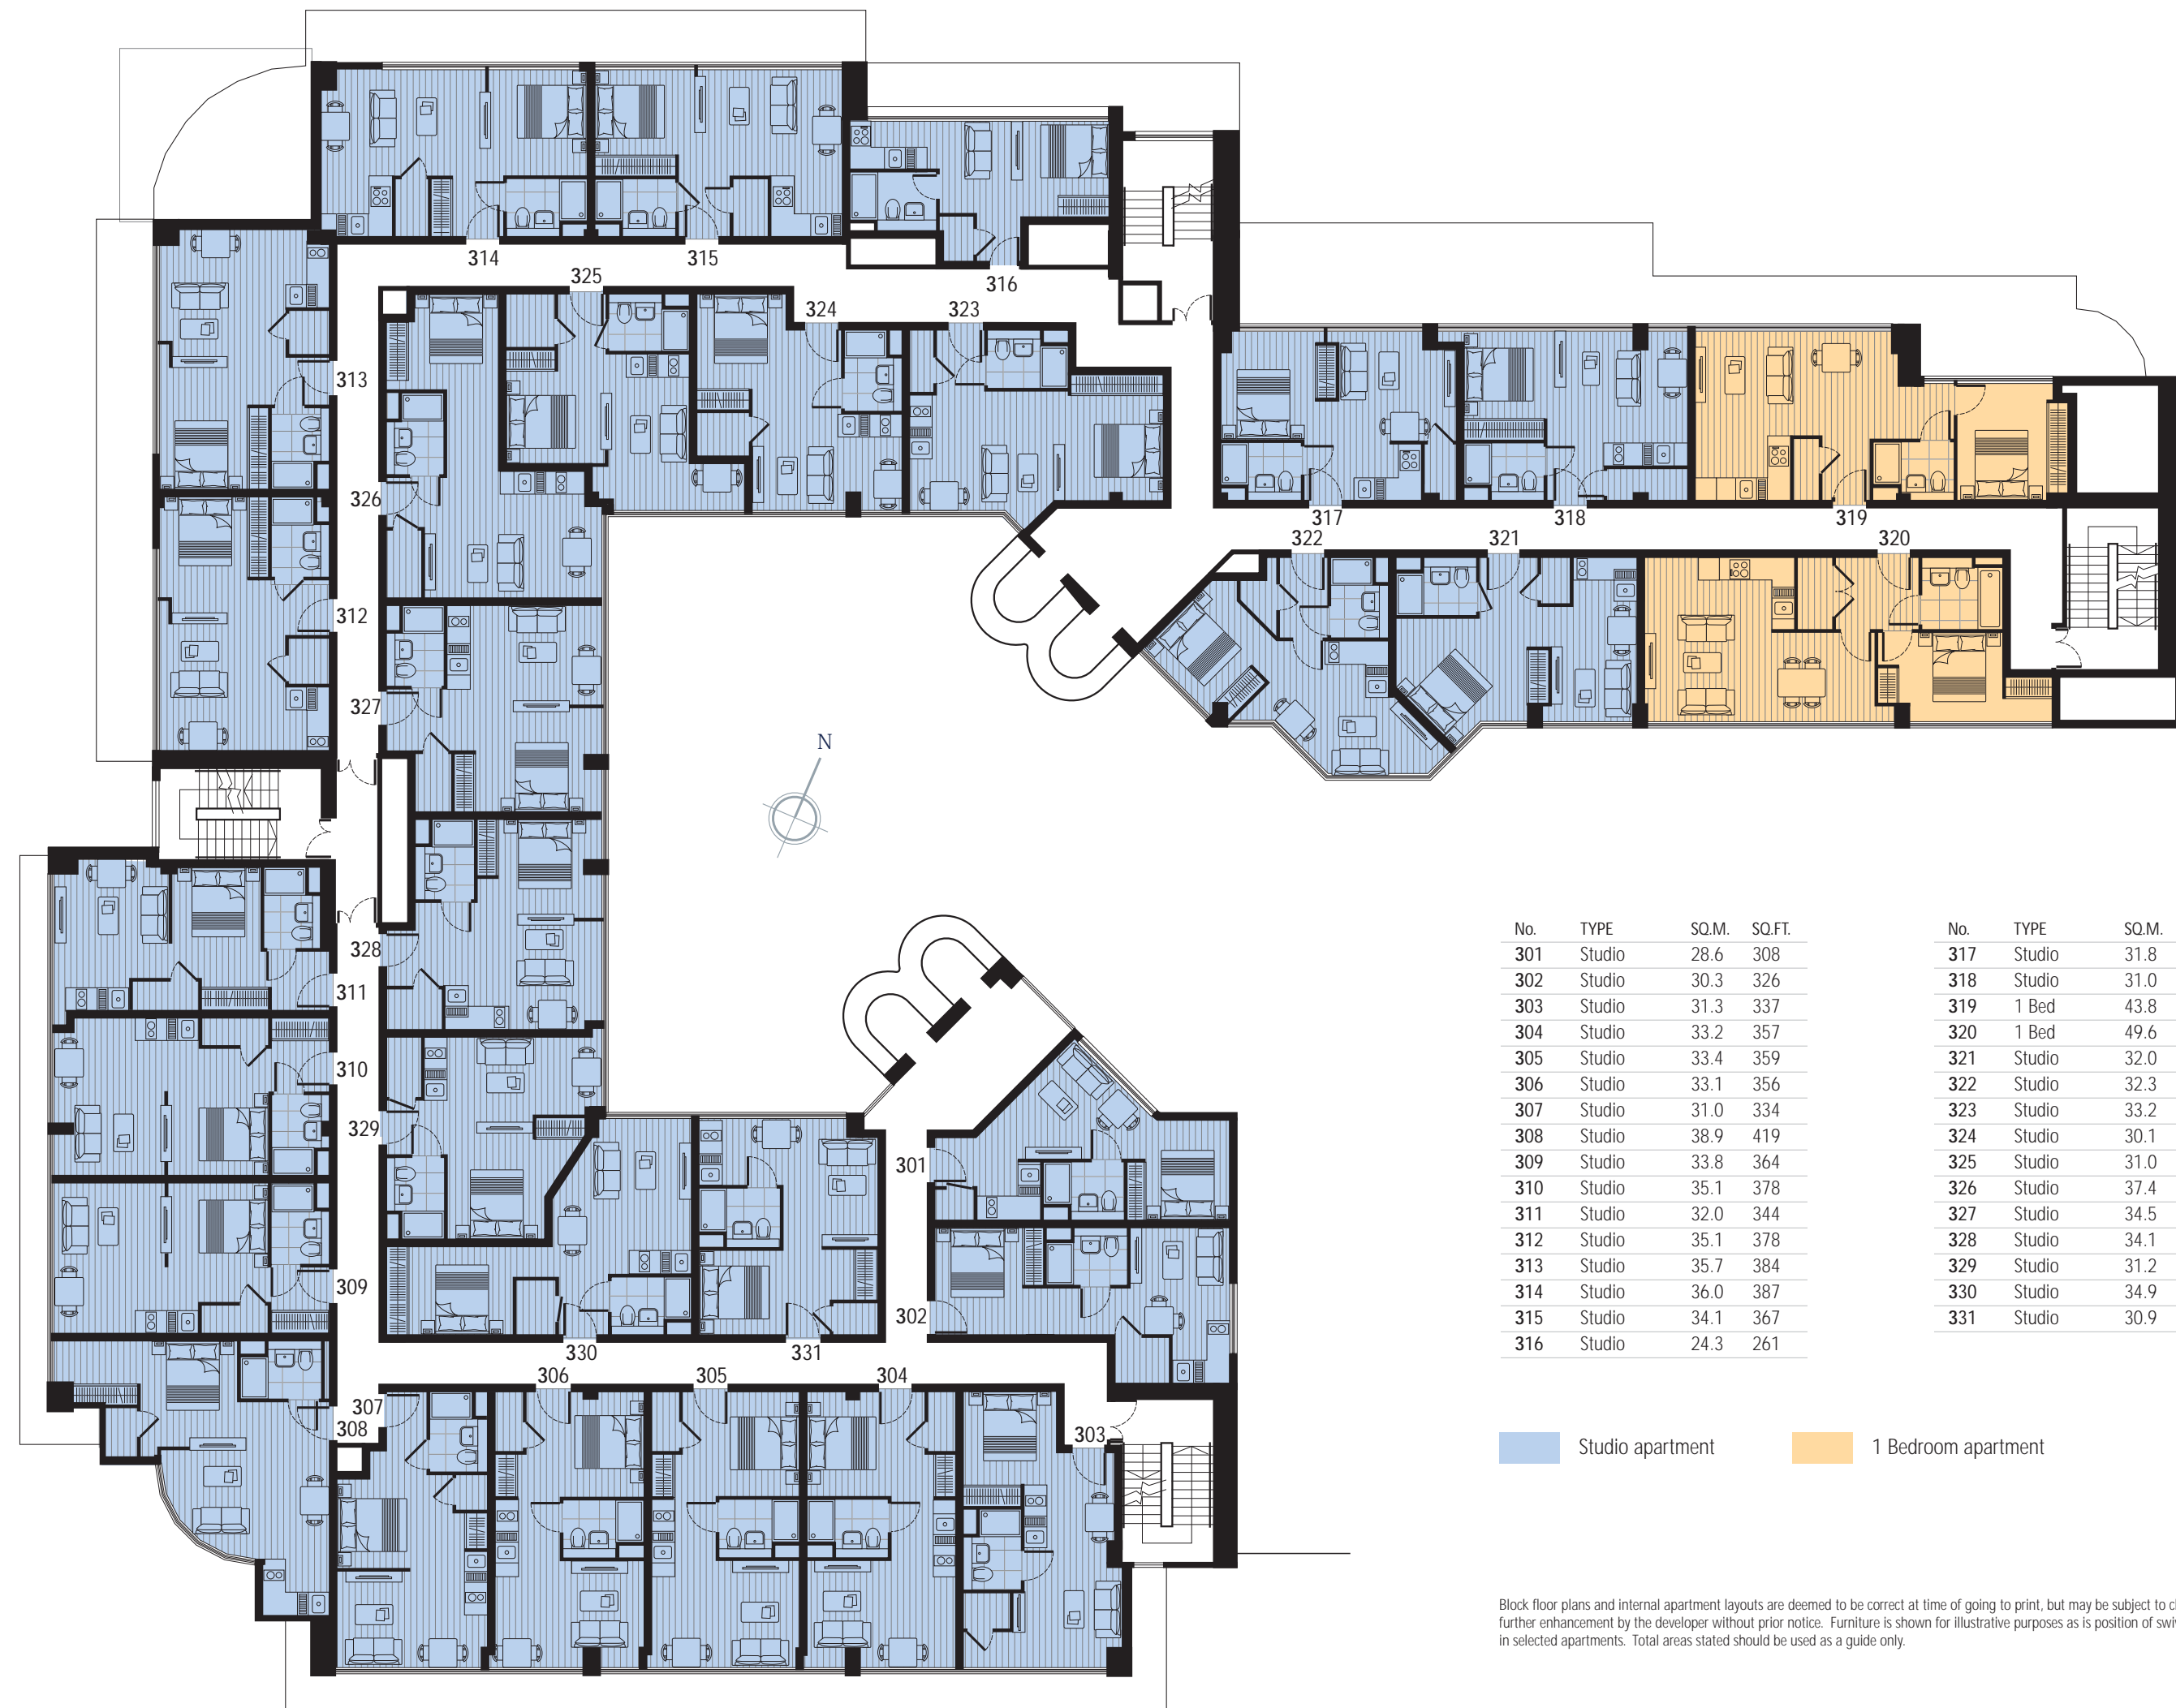 314
315
325
316
324
323
313
326
317
318
319
312
322
321
320
327
N
328
311
310
329
301
309
302
330
331
306
305
304
307
308
303
No. TYPE SQ.M. SQ.FT.
301 Studio 28.6 308
302 Studio 30.3 326
303 Studio 31.3 337
304 Studio 33.2 357
305 Studio 33.4 359
306 Studio 33.1 356
307 Studio 31.0 334
308 Studio 38.9 419
309 Studio 33.8 364
310 Studio 35.1 378
311 Studio 32.0 344
312 Studio 35.1 378
313 Studio 35.7 384
314 Studio 36.0 387
315 Studio 34.1 367
316 Studio 24.3 261
No. TYPE SQ.M.
317 Studio 31.8
318 Studio 31.0
319 1 Bed 43.8
320 1 Bed 49.6
321 Studio 32.0
322 Studio 32.3
323 Studio 33.2
324 Studio 30.1
325 Studio 31.0
326 Studio 37.4
327 Studio 34.5
328 Studio 34.1
329 Studio 31.2
330 Studio 34.9
331 Studio 30.9
Studio apartment
1 Bedroom apartment
Block floor plans and internal apartment layouts are deemed to be correct at time of going to print, but may be subject to
further enhancement by the developer without prior notice. Furniture is shown for illustrative purposes as is position of
in selected apartments. Total areas stated should be used as a guide only.